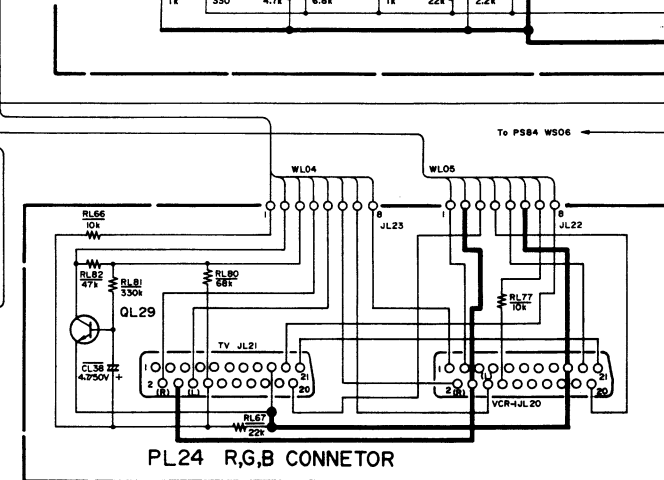 1k 330 4.7k 6.8k 1k 22k 2.2k
To PS84 WS06
WL04 WL05
RL66
10k
1 8 1 8
JL23 JL22
RL82
47k
RL81
330k
RL80
68k
RL77
10k
QL29
TV JL21
CL38
4.7/50V +
1 21 1 (L) 21
2 (R) (L) 20 2 (R) 20
VCR-1JL20
RL67
22k
PL24 R,G,B CONNETOR